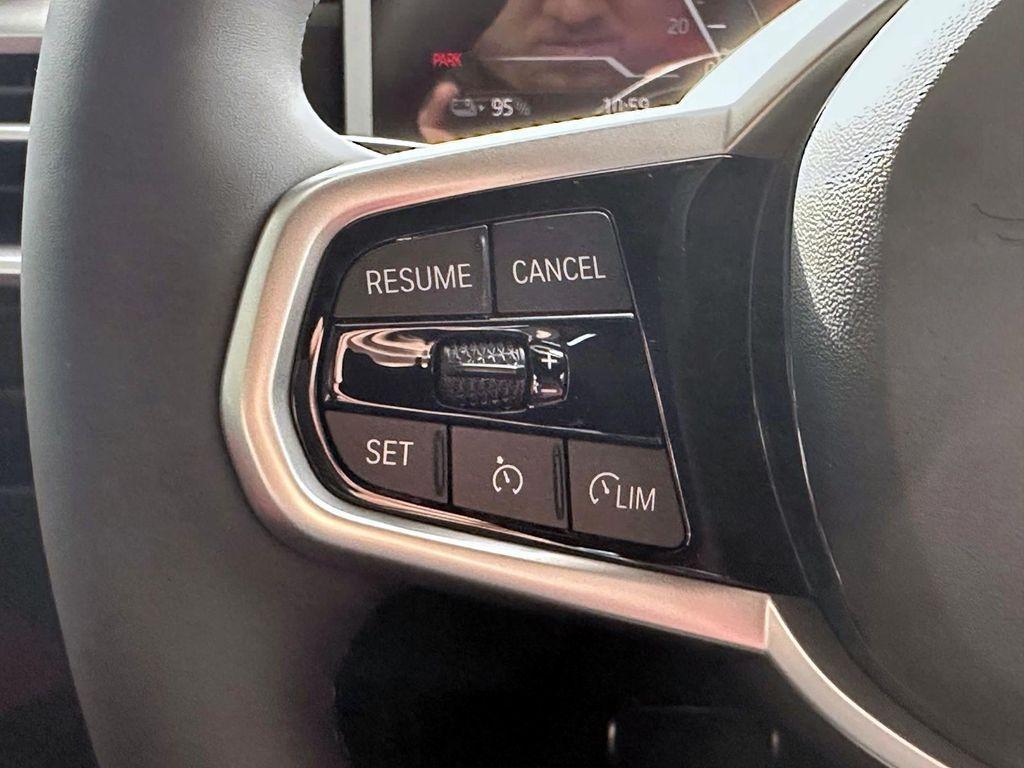 20
PARK
95 %
10:59
RESUME
CANCEL
+
−
SET
LIM